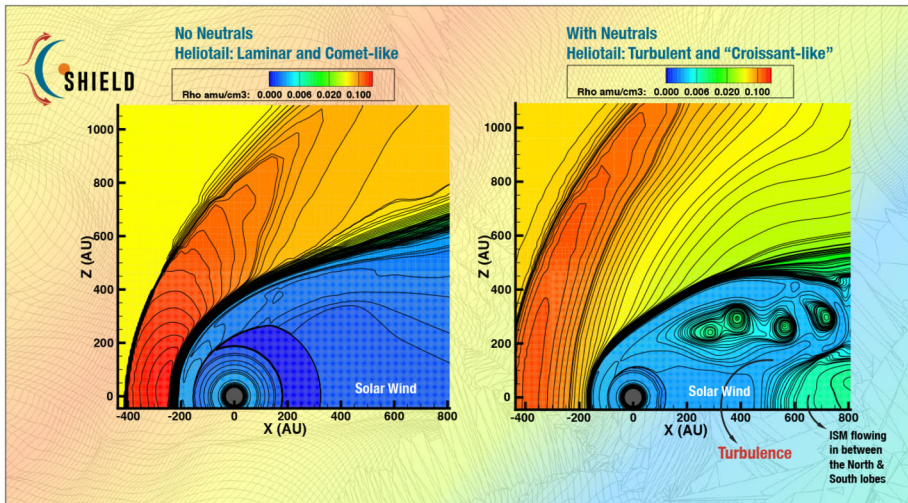 SHIELD
No Neutrals
Heliotail: Laminar and Comet-like
Rho amu/cm3: 0.000 0.006 0.020 0.100
1000
800
600
400
200
0
Z (AU)
-400 -200 0 200 400 600 800
X (AU)
Solar Wind
With Neutrals
Heliotail: Turbulent and “Croissant-like”
Rho amu/cm3: 0.000 0.006 0.020 0.100
1000
800
600
400
200
0
Z (AU)
-400 -200 0 200 400 600 800
X (AU)
Solar Wind
Turbulence
ISM flowing
in between
the North &
South lobes